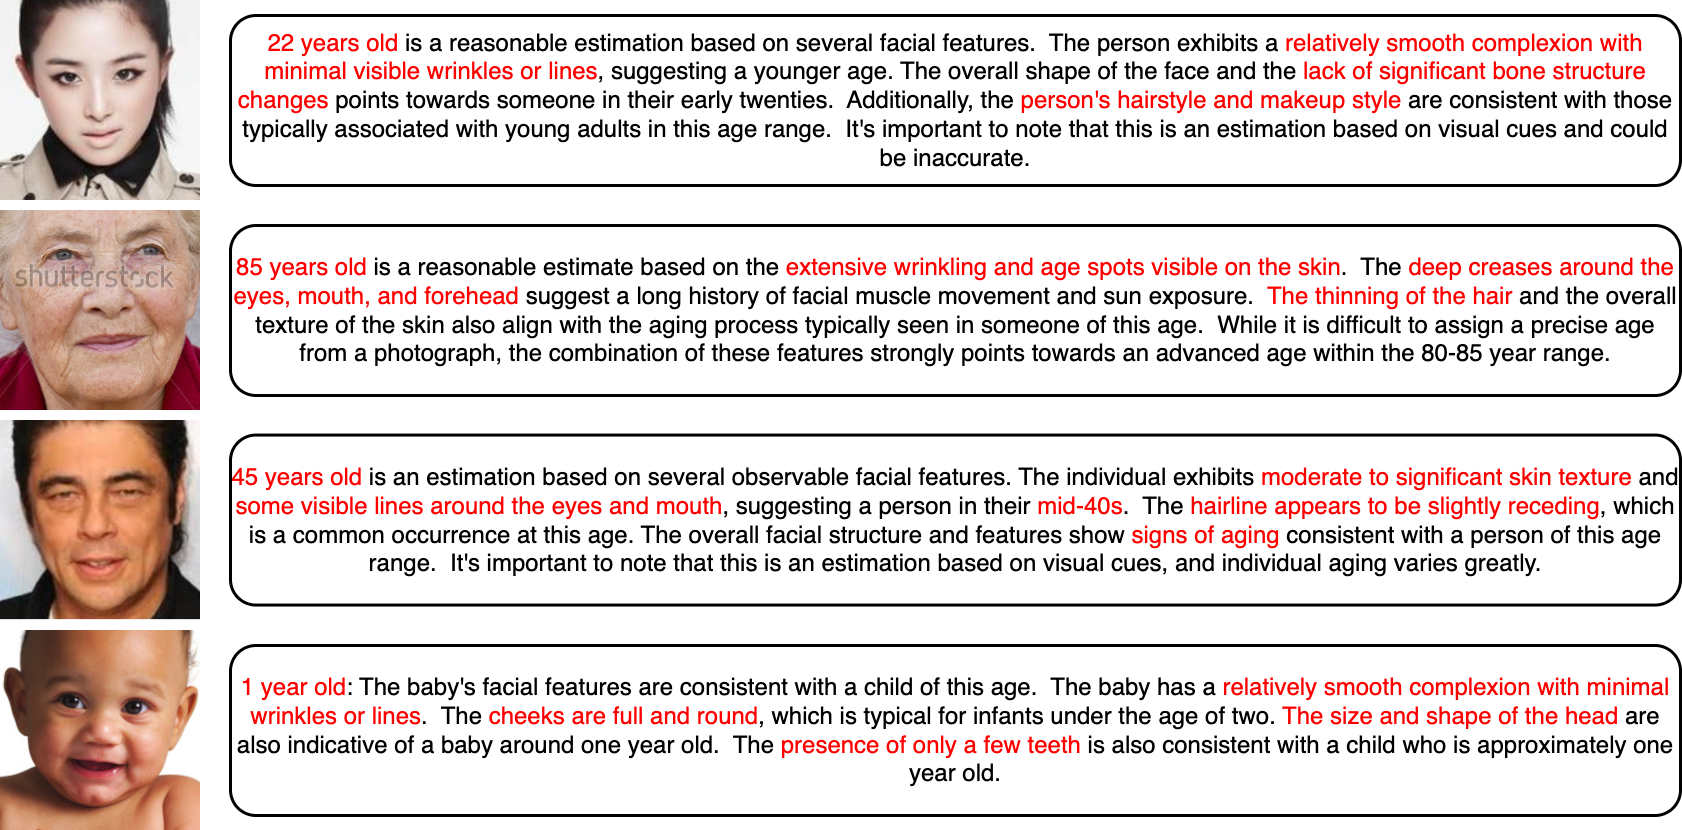 22 years old is a reasonable estimation based on several facial features. The person exhibits a relatively smooth complexion with
minimal visible wrinkles or lines, suggesting a younger age. The overall shape of the face and the lack of significant bone structure
changes points towards someone in their early twenties. Additionally, the person's hairstyle and makeup style are consistent with those
typically associated with young adults in this age range. It's important to note that this is an estimation based on visual cues and could
be inaccurate.
shutterstock
85 years old is a reasonable estimate based on the extensive wrinkling and age spots visible on the skin. The deep creases around the
eyes, mouth, and forehead suggest a long history of facial muscle movement and sun exposure. The thinning of the hair and the overall
texture of the skin also align with the aging process typically seen in someone of this age. While it is difficult to assign a precise age
from a photograph, the combination of these features strongly points towards an advanced age within the 80-85 year range.
45 years old is an estimation based on several observable facial features. The individual exhibits moderate to significant skin texture and
some visible lines around the eyes and mouth, suggesting a person in their mid-40s. The hairline appears to be slightly receding, which
is a common occurrence at this age. The overall facial structure and features show signs of aging consistent with a person of this age
range. It's important to note that this is an estimation based on visual cues, and individual aging varies greatly.
1 year old: The baby's facial features are consistent with a child of this age. The baby has a relatively smooth complexion with minimal
wrinkles or lines. The cheeks are full and round, which is typical for infants under the age of two. The size and shape of the head are
also indicative of a baby around one year old. The presence of only a few teeth is also consistent with a child who is approximately one
year old.